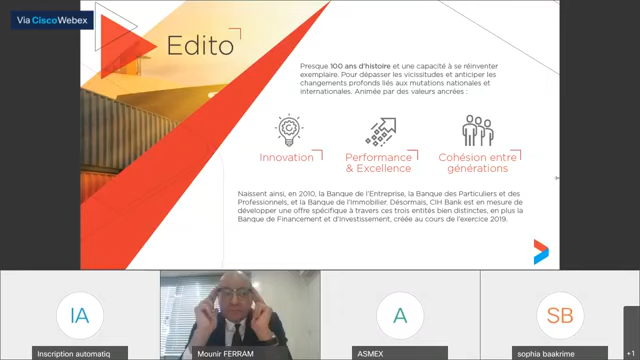 Via CiscoWebex
Edito
Presque 100 ans d'histoire et une capacité à se réinventer
exemplaire. Pour dépasser les vicissitudes et anticiper les
changements profonds liés aux mutations nationales et
internationales. Animée par des valeurs ancrées :
Innovation
Performance
& Excellence
Cohésion entre
générations
Naissent ainsi, en 2010, la Banque de l'Entreprise, la Banque des Particuliers et des
Professionnels, et la Banque de l'Immobilier. Désormais, CIH Bank est en mesure de
développer une offre spécifique à travers ces trois entités bien distinctes, en plus la
Banque de Financement et d'Investissement, créée au cours de l'exercice 2019.
IA
A
SB
Inscription automatiq
Mounir FERRAM
ASMEX
sophia baakrime
+1